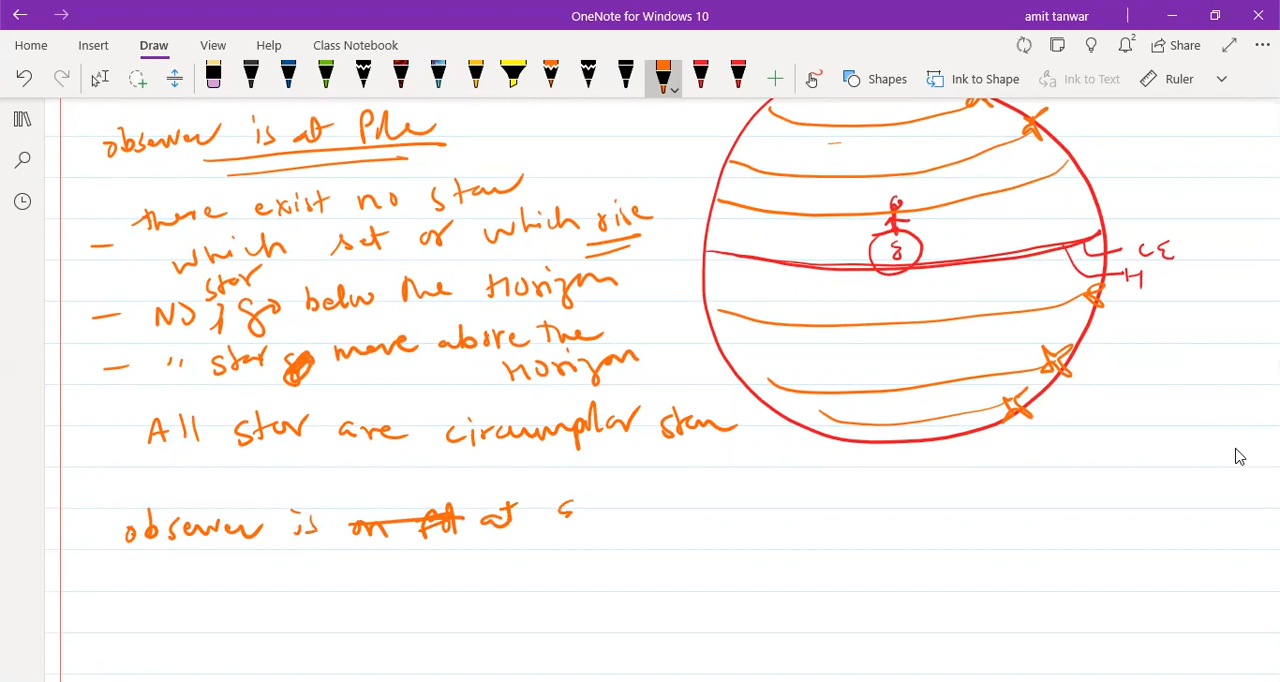 OneNote for Windows 10
amit tanwar
Home Insert Draw View Help Class Notebook
Share
Shapes Ink to Shape Ink to Text Ruler
observer is at Pole
- there exist no star
which set or which rise
star
- NO go below the Horizon
- " star move above the
Horizon
All star are circumplar star
observer is at s
E
CE
H